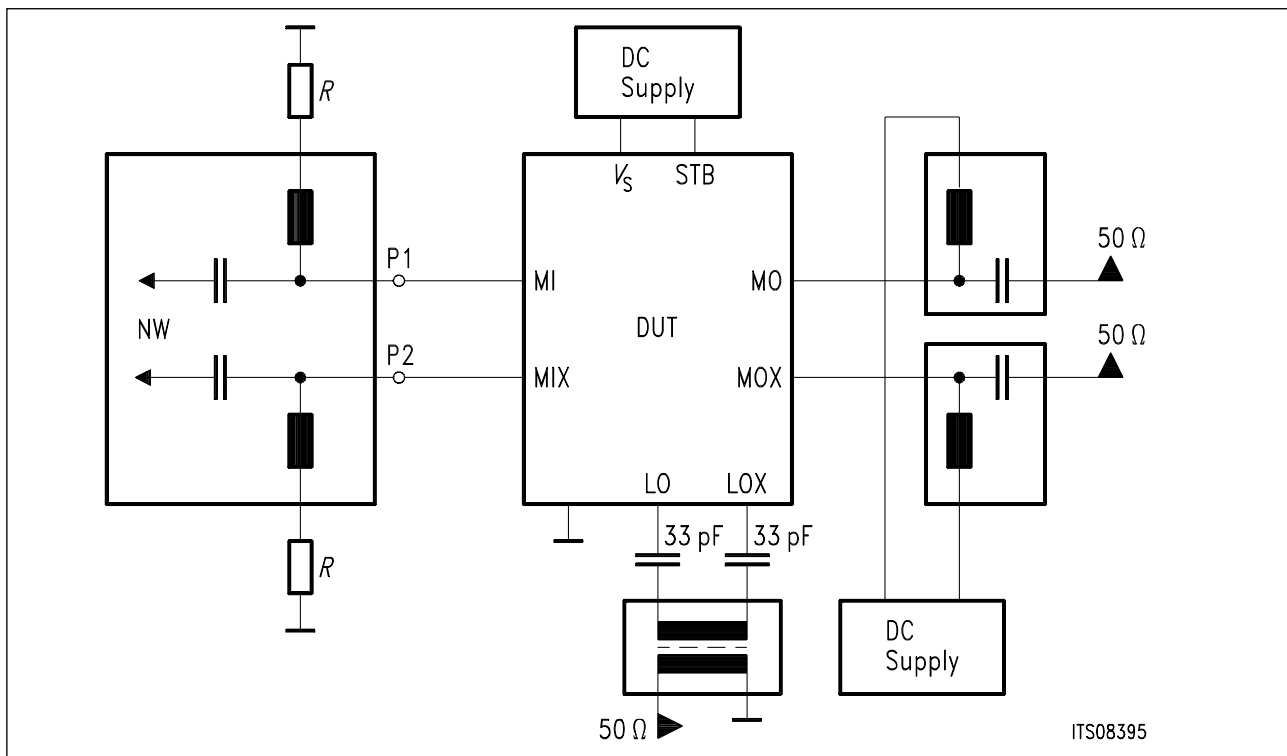 DC
Supply
R
V_S STB
P1
MI
MO
50 Ω
NW
DUT
50 Ω
P2
MIX
MOX
LO LOX
33 pF 33 pF
R
DC
Supply
50 Ω
ITS08395